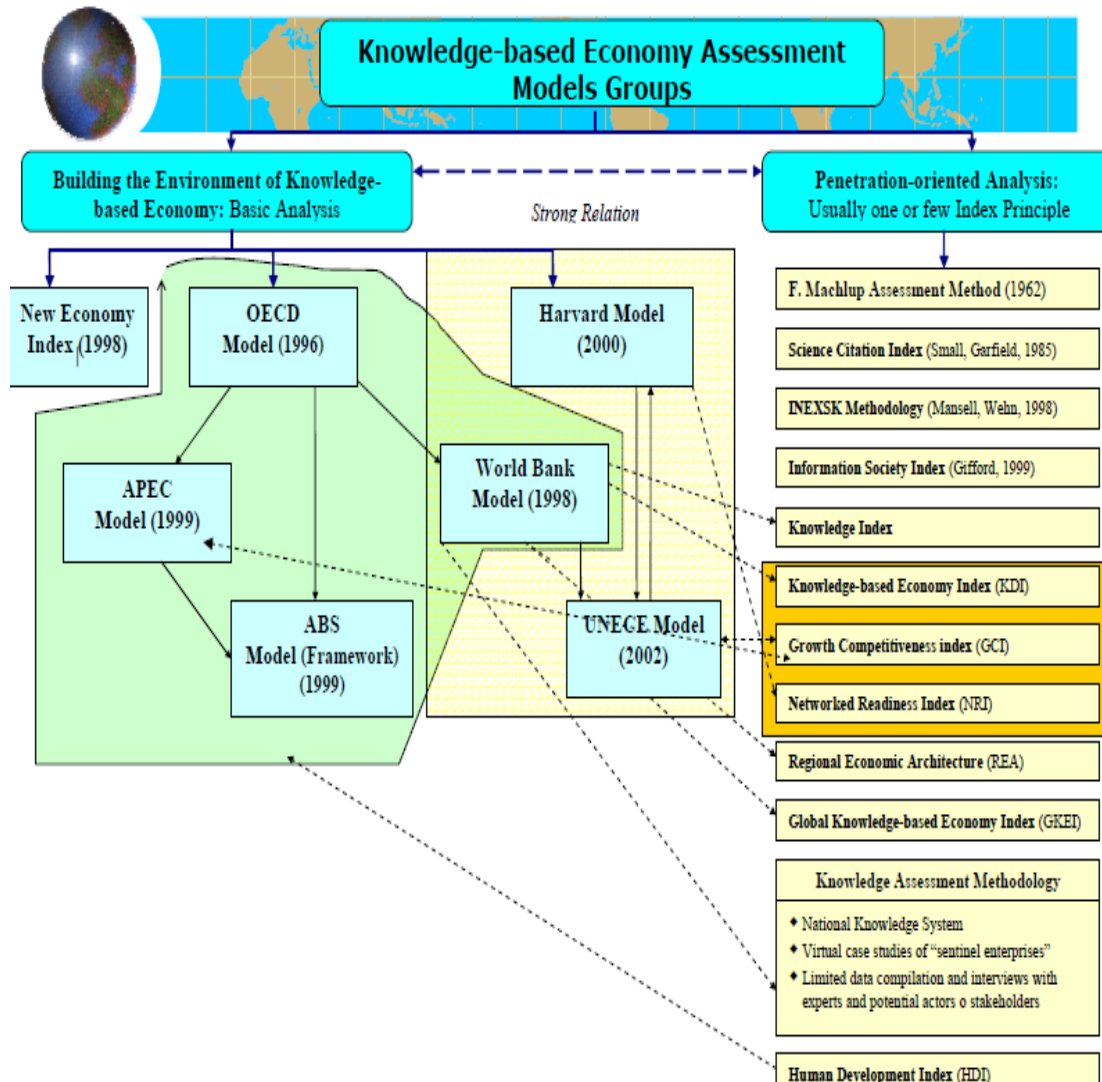 Knowledge-based Economy Assessment
Models Groups
Building the Environment of Knowledge-
based Economy: Basic Analysis
Strong Relation
Penetration-oriented Analysis:
Usually one or few Index Principle
New Economy
Index (1998)
OECD
Model (1996)
Harvard Model
(2000)
APEC
Model (1999)
World Bank
Model (1998)
ABS
Model (Framework)
(1999)
UNECE Model
(2002)
F. Machlup Assessment Method (1962)
Science Citation Index (Small, Garfield, 1985)
INEXSK Methodology (Mansell, Wehn, 1998)
Information Society Index (Gifford, 1999)
Knowledge Index
Knowledge-based Economy Index (KDI)
Growth Competitiveness index (GCI)
Networked Readiness Index (NRI)
Regional Economic Architecture (REA)
Global Knowledge-based Economy Index (GKEI)
Knowledge Assessment Methodology
◆ National Knowledge System
◆ Virtual case studies of “sentinel enterprises”
◆ Limited data compilation and interviews with
experts and potential actors o stakeholders
Human Development Index (HDI)